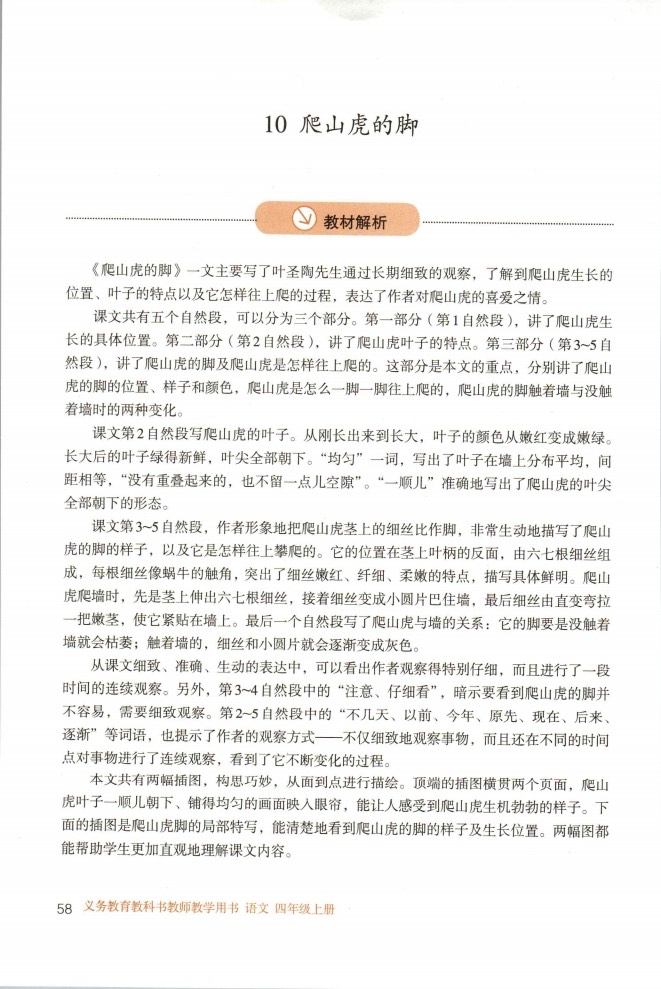 10 爬山虎的脚
教材解析
《爬山虎的脚》一文主要写了叶圣陶先生通过长期细致的观察，了解到爬山虎生长的
位置、叶子的特点以及它怎样往上爬的过程，表达了作者对爬山虎的喜爱之情。
课文共有五个自然段，可以分为三个部分。第一部分（第1自然段），讲了爬山虎生
长的具体位置。第二部分（第2自然段），讲了爬山虎叶子的特点。第三部分（第3~5自
然段），讲了爬山虎的脚及爬山虎是怎样往上爬的。这部分是本文的重点，分别讲了爬山
虎的脚的位置、样子和颜色，爬山虎是怎么一脚一脚往上爬的，爬山虎的脚触着墙与没触
着墙时的两种变化。
课文第2自然段写爬山虎的叶子。从刚长出来到长大，叶子的颜色从嫩红变成嫩绿。
长大后的叶子绿得新鲜，叶尖全部朝下。“均匀”一词，写出了叶子在墙上分布平均，间
距相等，“没有重叠起来的，也不留一点儿空隙”。“一顺儿”准确地写出了爬山虎的叶尖
全部朝下的形态。
课文第3~5自然段，作者形象地把爬山虎茎上的细丝比作脚，非常生动地描写了爬山
虎的脚的样子，以及它是怎样往上攀爬的。它的位置在茎上叶柄的反面，由六七根细丝组
成，每根细丝像蜗牛的触角，突出了细丝嫩红、纤细、柔嫩的特点，描写具体鲜明。爬山
虎爬墙时，先是茎上伸出六七根细丝，接着细丝变成小圆片巴住墙，最后细丝由直变弯拉
一把嫩茎，使它紧贴在墙上。最后一个自然段写了爬山虎与墙的关系：它的脚要是没触着
墙就会枯萎；触着墙的，细丝和小圆片就会逐渐变成灰色。
从课文细致、准确、生动的表达中，可以看出作者观察得特别仔细，而且进行了一段
时间的连续观察。另外，第3~4自然段中的“注意、仔细看”，暗示要看到爬山虎的脚并
不容易，需要细致观察。第2~5自然段中的“不几天、以前、今年、原先、现在、后来、
逐渐”等词语，也提示了作者的观察方式——不仅细致地观察事物，而且还在不同的时间
点对事物进行了连续观察，看到了它不断变化的过程。
本文共有两幅插图，构思巧妙，从面到点进行描绘。顶端的插图横贯两个页面，爬山
虎叶子一顺儿朝下、铺得均匀的画面映入眼帘，能让人感受到爬山虎生机勃勃的样子。下
面的插图是爬山虎脚的局部特写，能清楚地看到爬山虎的脚的样子及生长位置。两幅图都
能帮助学生更加直观地理解课文内容。
58 义务教育教科书教师教学用书 语文 四年级上册